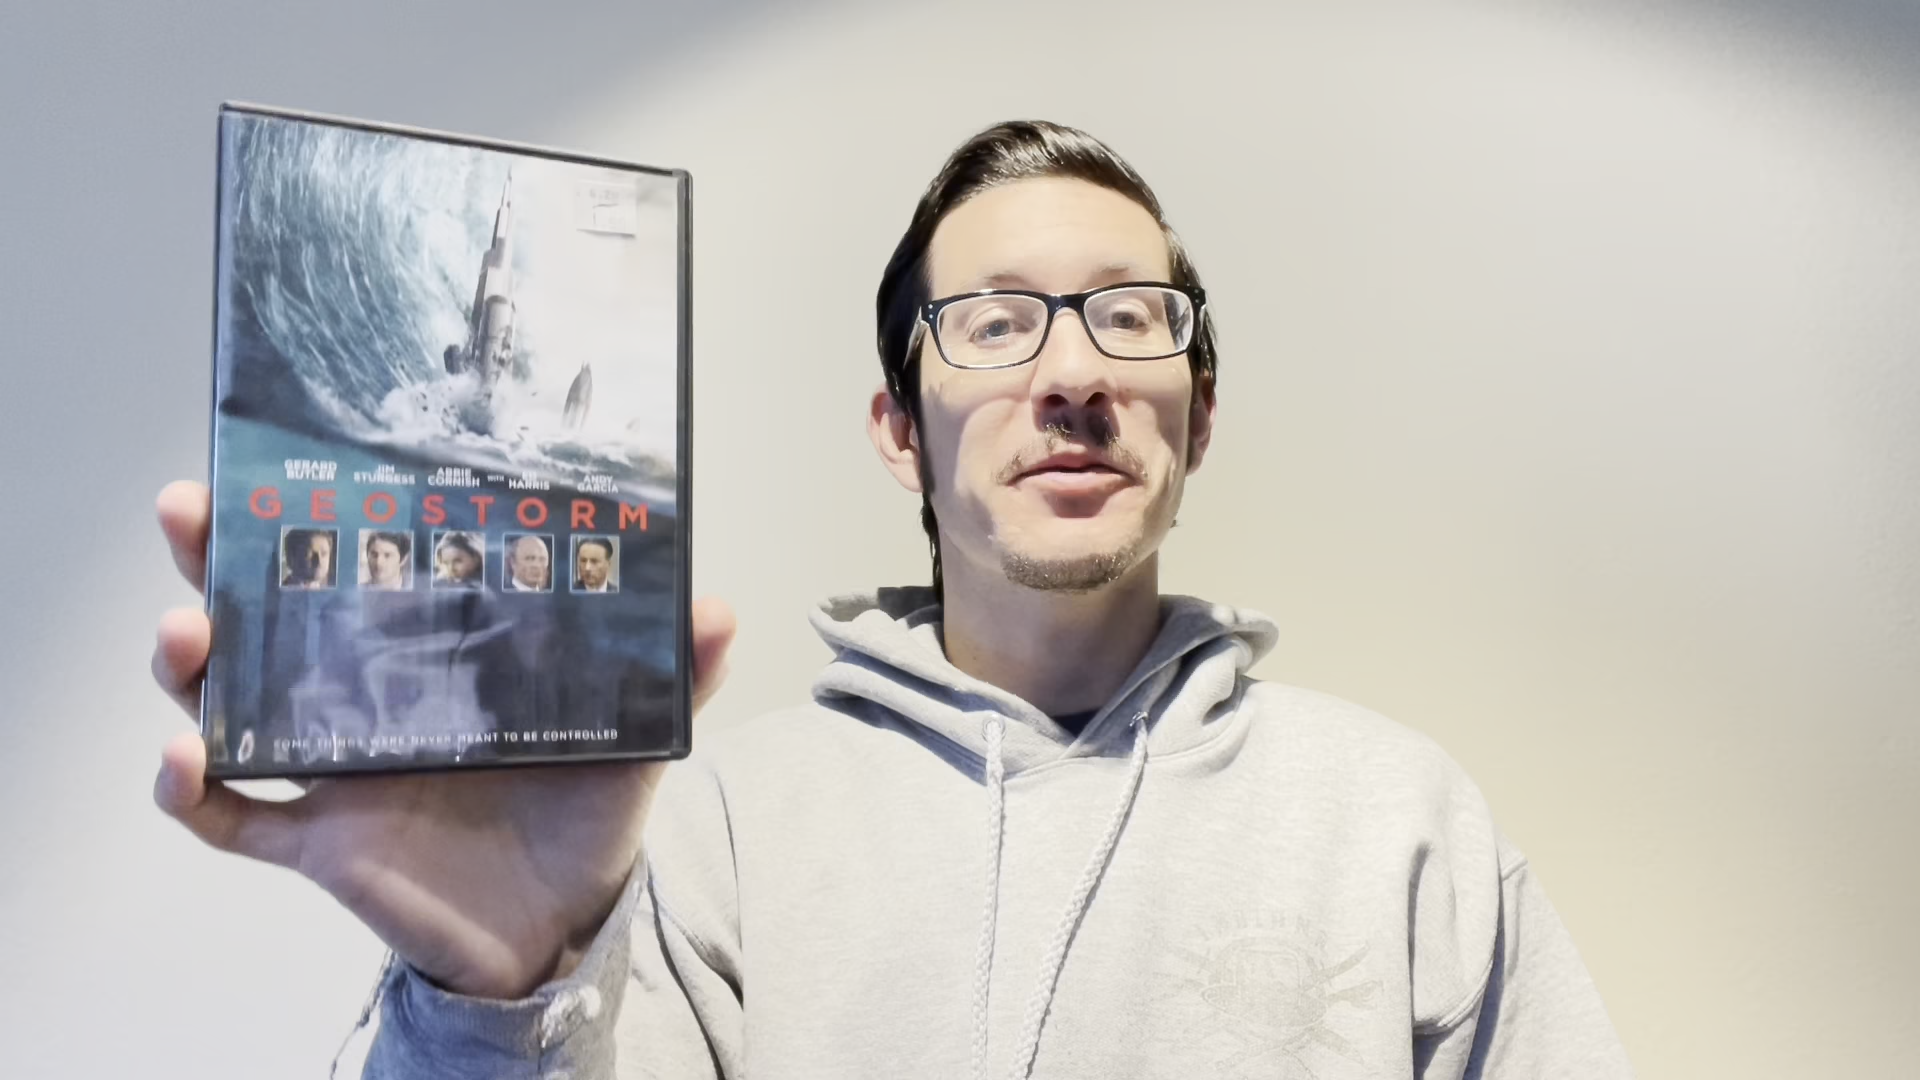 GERARD BUTLER JIM STURGESS ABBIE CORNISH WITH ED HARRIS AND ANDY GARCIA
GEOSTORM
SOME THINGS WERE NEVER MEANT TO BE CONTROLLED